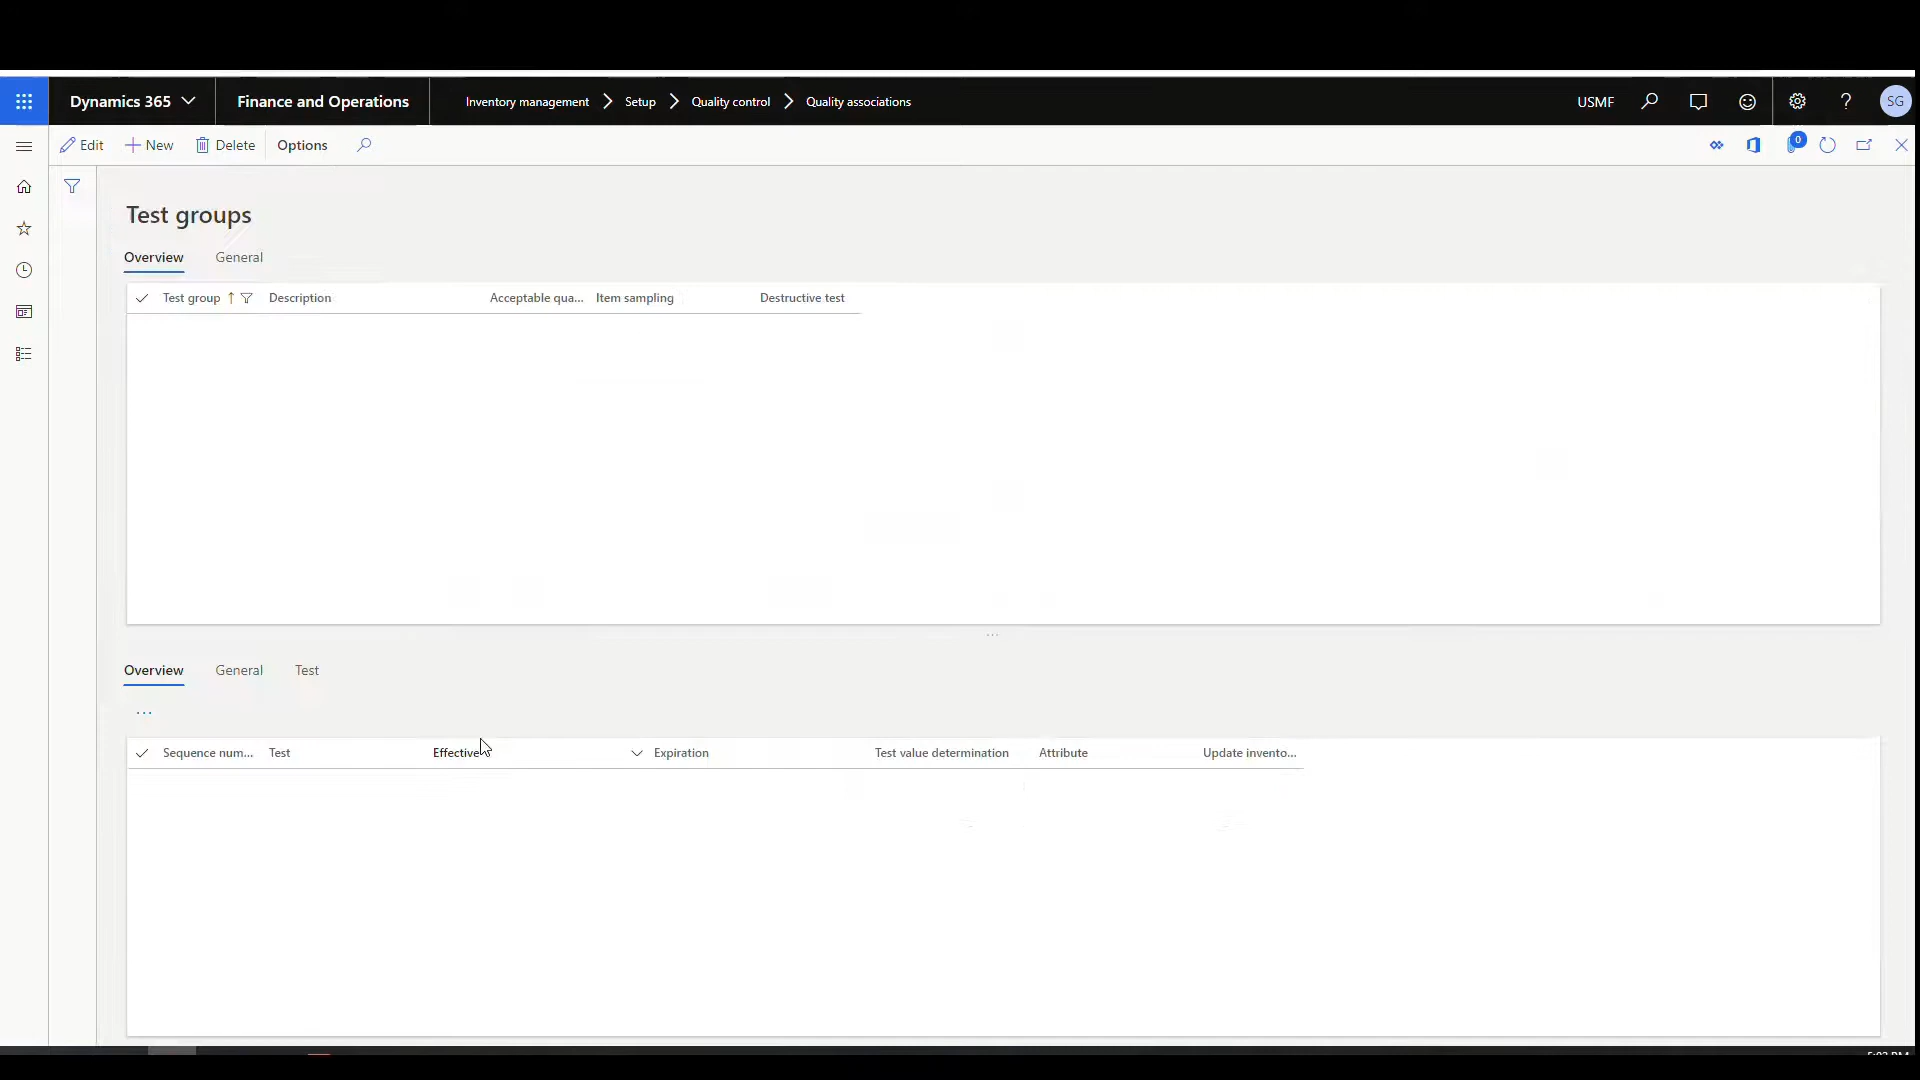 Dynamics 365
Finance and Operations
Inventory management
Setup
Quality control
Quality associations
USMF
?
SG
Edit
New
Delete
Options
0
Test groups
Overview
General
Test group
Description
Acceptable qua...
Item sampling
Destructive test
...
Overview
General
Test
...
Sequence num...
Test
Effective
Expiration
Test value determination
Attribute
Update invento...